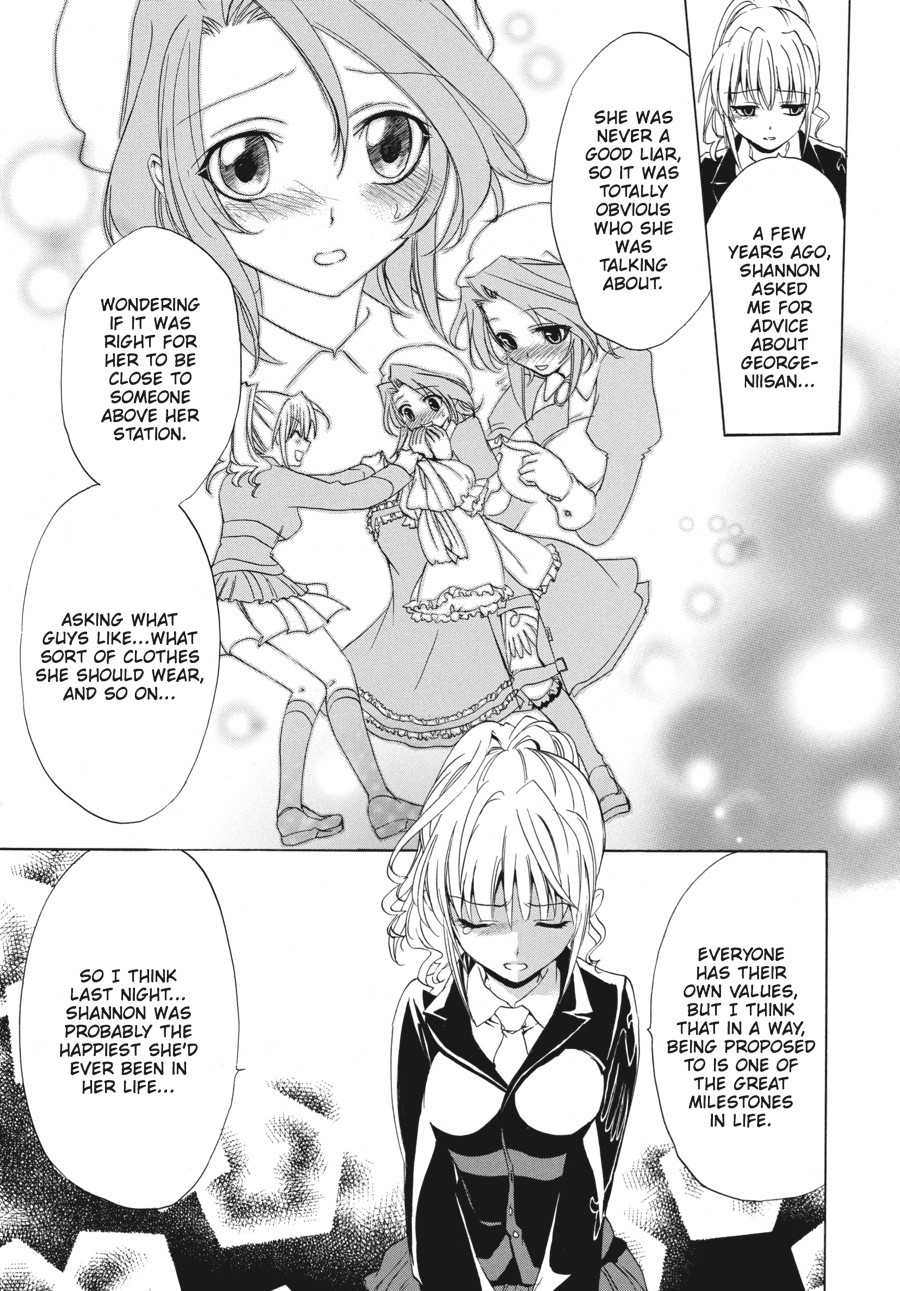 A FEW
YEARS AGO,
SHANNON
ASKED
ME FOR
ADVICE
ABOUT
GEORGE-
NIISAN...
SHE WAS
NEVER A
GOOD LIAR,
SO IT WAS
TOTALLY
OBVIOUS
WHO SHE
WAS
TALKING
ABOUT.
WONDERING
IF IT WAS
RIGHT FOR
HER TO BE
CLOSE TO
SOMEONE
ABOVE HER
STATION.
ASKING WHAT
GUYS LIKE...WHAT
SORT OF CLOTHES
SHE SHOULD WEAR,
AND SO ON...
EVERYONE
HAS THEIR
OWN VALUES,
BUT I THINK
THAT IN A WAY,
BEING PROPOSED
TO IS ONE OF
THE GREAT
MILESTONES
IN LIFE.
SO I THINK
LAST NIGHT...
SHANNON WAS
PROBABLY THE
HAPPIEST SHE'D
EVER BEEN IN
HER LIFE...